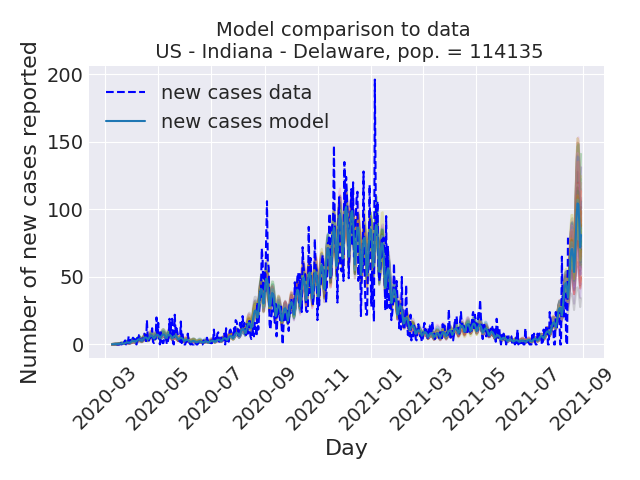 Model comparison to data
US - Indiana - Delaware, pop. = 114135
Number of new cases reported
200
150
100
50
0
new cases data
new cases model
2020-03
2020-05
2020-07
2020-09
2020-11
2021-01
2021-03
2021-05
2021-07
2021-09
Day